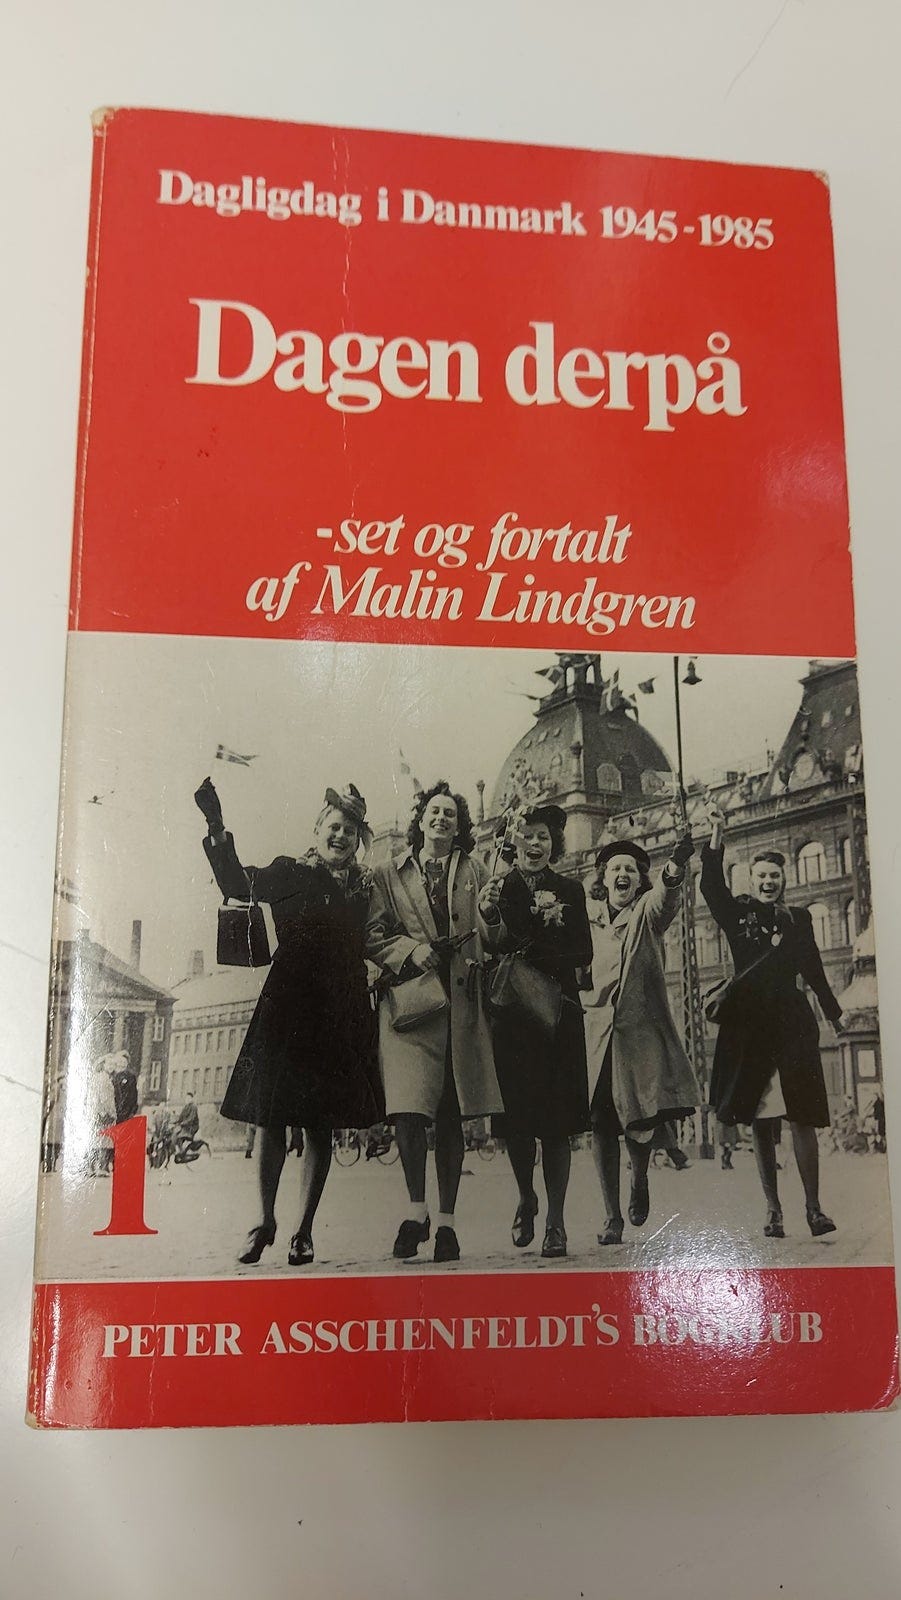 Dagligdag i Danmark 1945-1985
Dagen derpå
-set og fortalt
af Malin Lindgren
1
PETER ASSCHENFELDT'S BOGKLUB